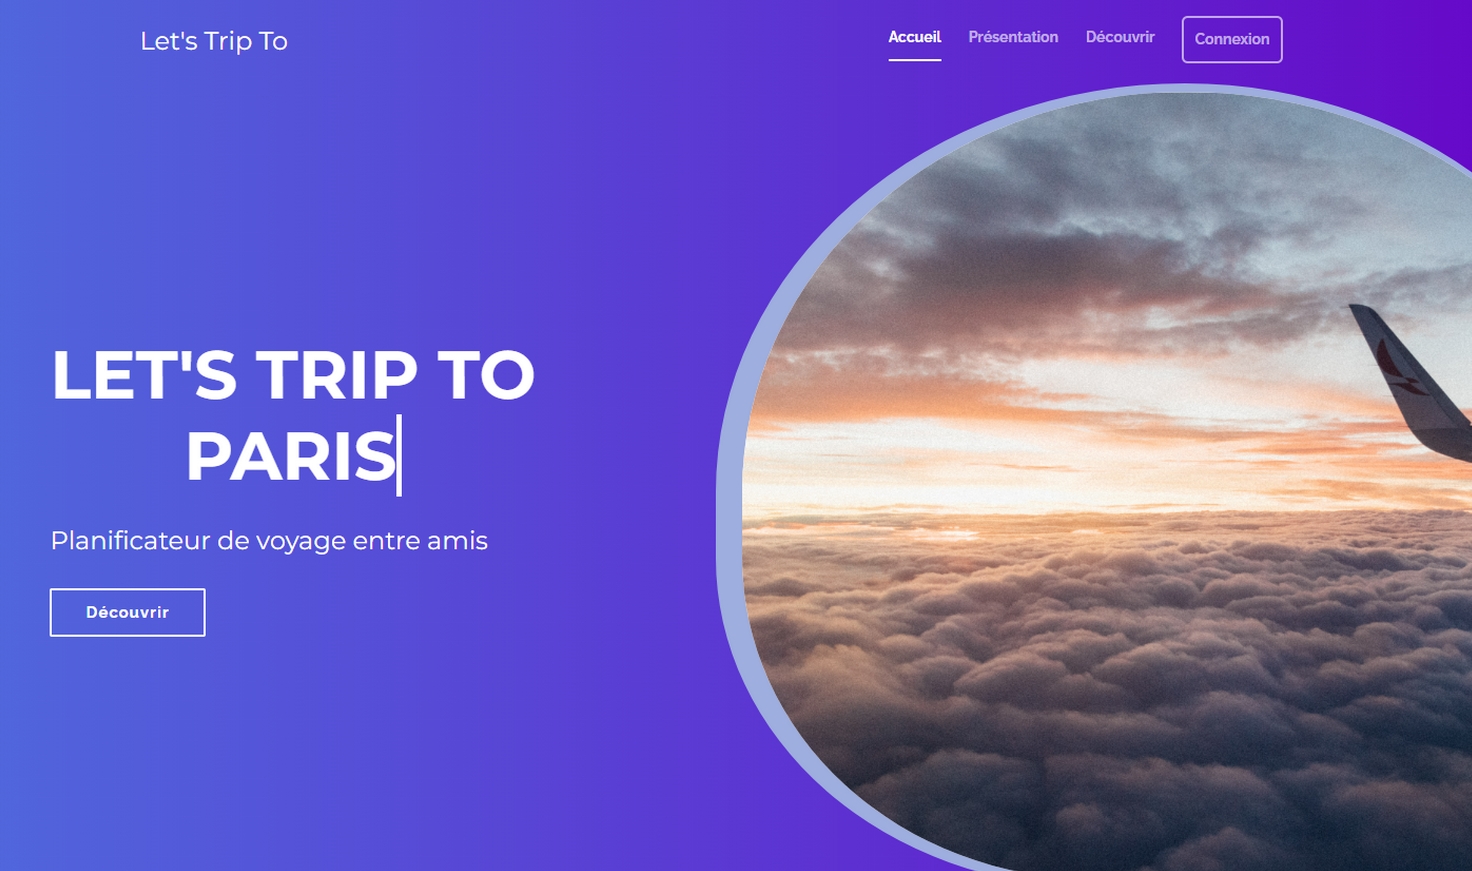 Let's Trip To
Accueil Présentation Découvrir Connexion
LET'S TRIP TO
PARIS
Planificateur de voyage entre amis
Découvrir